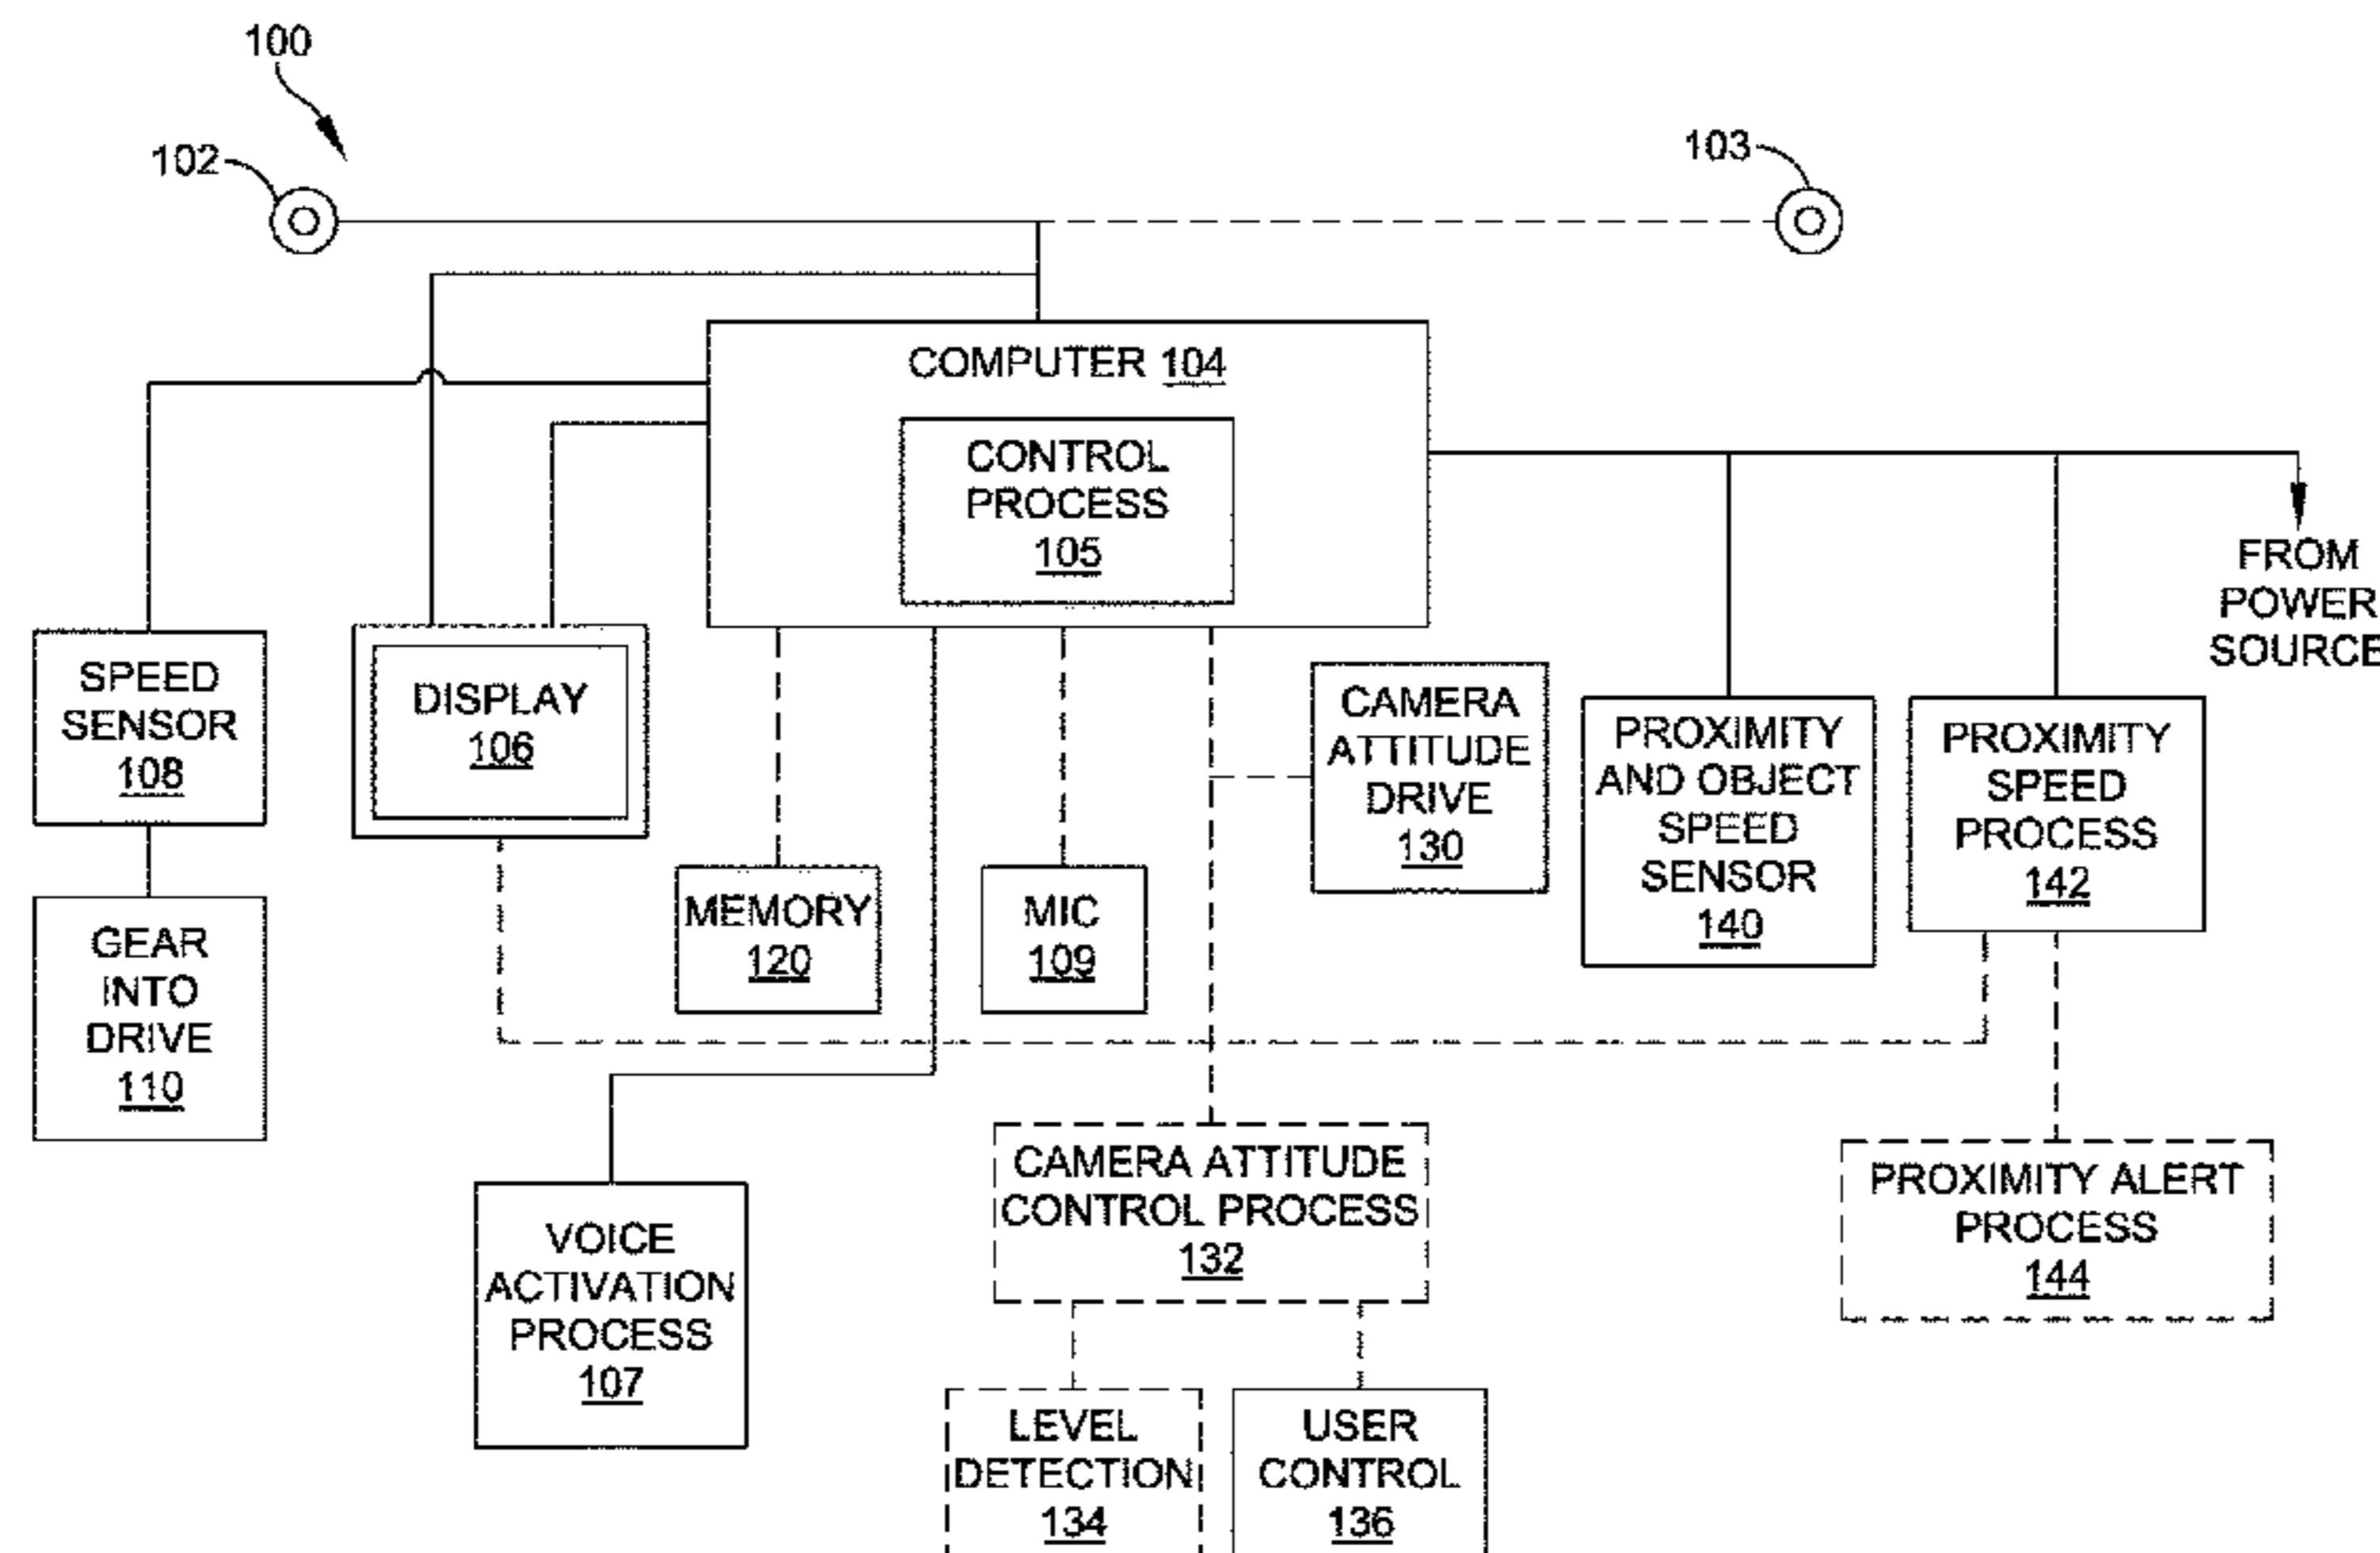 100
102
103
COMPUTER 104
CONTROL
PROCESS
105
FROM
POWER
SOURCE
SPEED
SENSOR
108
DISPLAY
106
CAMERA
ATTITUDE
DRIVE
130
PROXIMITY
AND OBJECT
SPEED
SENSOR
140
PROXIMITY
SPEED
PROCESS
142
GEAR
INTO
DRIVE
110
MEMORY
120
MIC
109
VOICE
ACTIVATION
PROCESS
107
CAMERA ATTITUDE
CONTROL PROCESS
132
PROXIMITY ALERT
PROCESS
144
LEVEL
DETECTION
134
USER
CONTROL
136